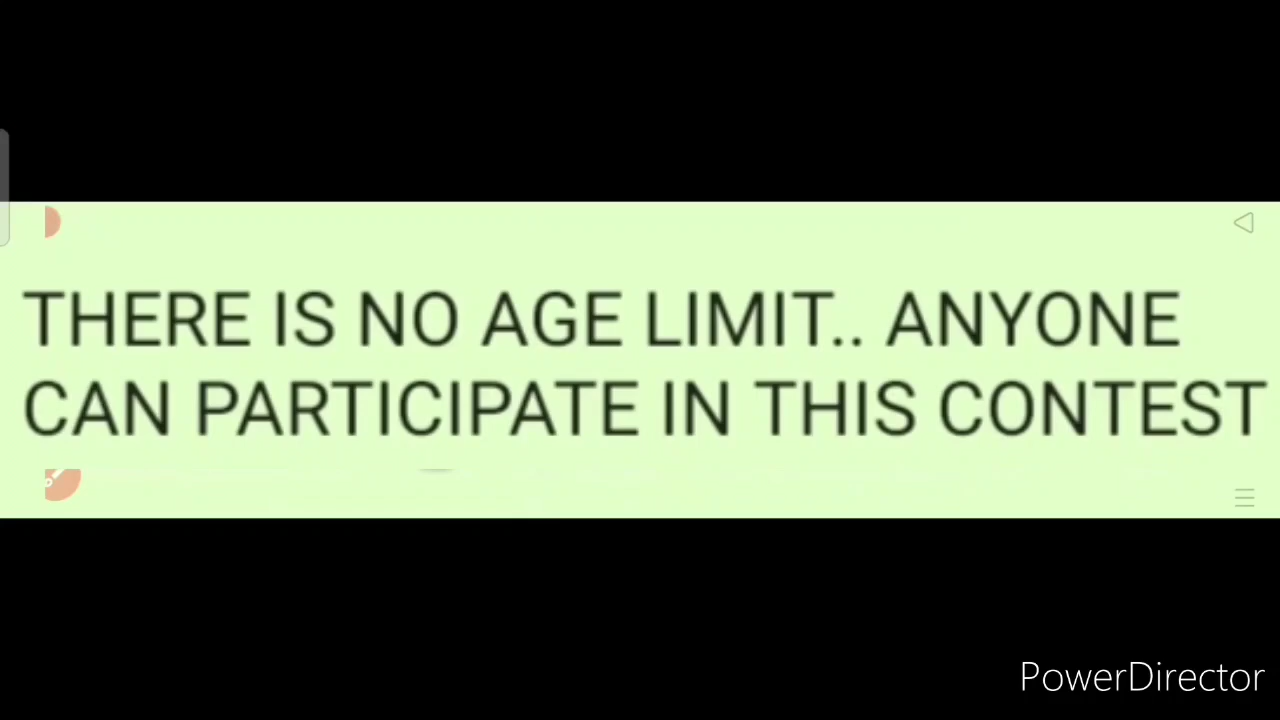 THERE IS NO AGE LIMIT.. ANYONE
CAN PARTICIPATE IN THIS CONTEST
PowerDirector